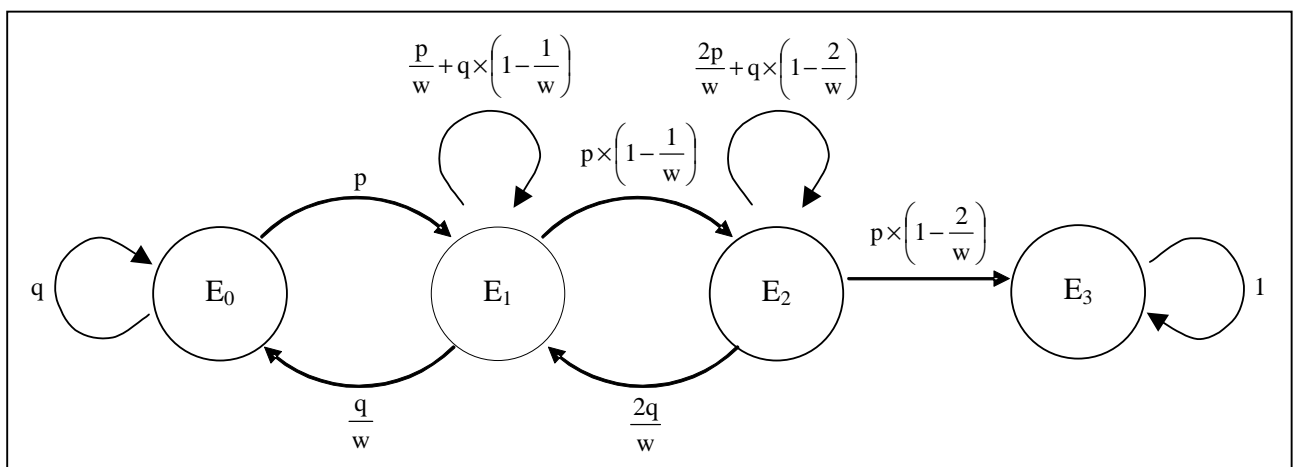 p/w + q×(1−1/w)
2p/w + q×(1−2/w)
p
p×(1−1/w)
p×(1−2/w)
q
E₀
E₁
E₂
E₃
1
q/w
2q/w